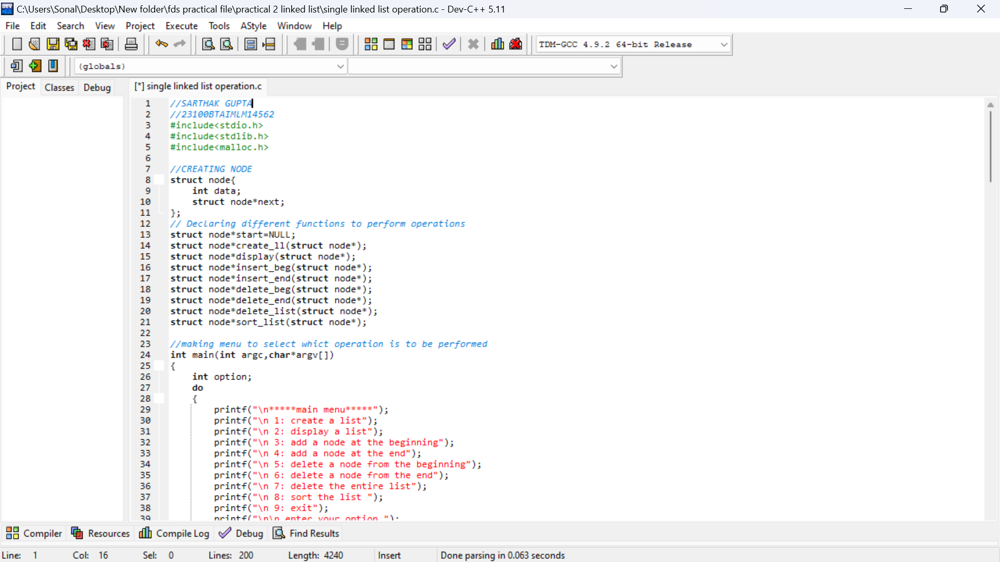 C:\Users\Sonal\Desktop\New folder\fds practical file\practical 2 linked list\single linked list operation.c - Dev-C++ 5.11
File Edit Search View Project Execute Tools AStyle Window Help
TDM-GCC 4.9.2 64-bit Release
(globals)
Project Classes Debug
[*] single linked list operation.c
1 //SARTHAK GUPTA
2 //23100BTAIMLM14562
3 #include<stdio.h>
4 #include<stdlib.h>
5 #include<malloc.h>
6
7 //CREATING NODE
8 struct node{
9 int data;
10 struct node*next;
11 };
12 // Declaring different functions to perform operations
13 struct node*start=NULL;
14 struct node*create_ll(struct node*);
15 struct node*display(struct node*);
16 struct node*insert_beg(struct node*);
17 struct node*insert_end(struct node*);
18 struct node*delete_beg(struct node*);
19 struct node*delete_end(struct node*);
20 struct node*delete_list(struct node*);
21 struct node*sort_list(struct node*);
22
23 //making menu to select whict operation is to be performed
24 int main(int argc,char*argv[])
25 {
26 int option;
27 do
28 {
29 printf("\n*****main menu*****");
30 printf("\n 1: create a list");
31 printf("\n 2: display a list");
32 printf("\n 3: add a node at the beginning");
33 printf("\n 4: add a node at the end");
34 printf("\n 5: delete a node from the beginning");
35 printf("\n 6: delete a node from the end");
36 printf("\n 7: delete the entire list");
37 printf("\n 8: sort the list ");
38 printf("\n 9: exit");
39 printf("\n\n enter your option ");
Compiler Resources Compile Log Debug Find Results
Line: 1 Col: 16 Sel: 0 Lines: 200 Length: 4240 Insert Done parsing in 0.063 seconds